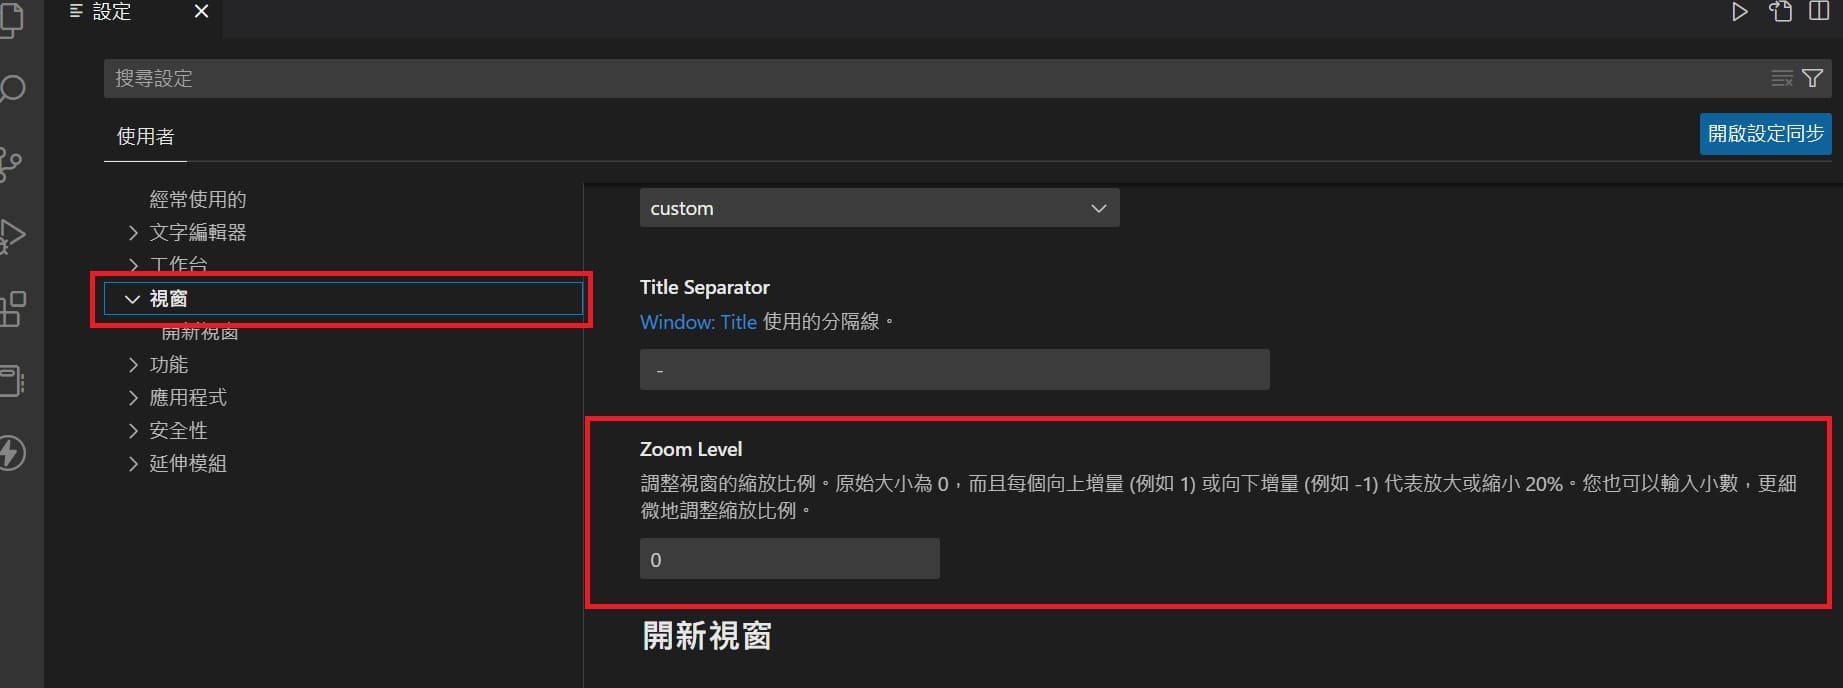 設定
搜尋設定
使用者
開啟設定同步
經常使用的
文字編輯器
工作台
視窗
開新視窗
功能
應用程式
安全性
延伸模組
custom
Title Separator
Window: Title 使用的分隔線。
-
Zoom Level
調整視窗的縮放比例。原始大小為 0，而且每個向上增量 (例如 1) 或向下增量 (例如 -1) 代表放大或縮小 20%。您也可以輸入小數，更細
微地調整縮放比例。
0
開新視窗